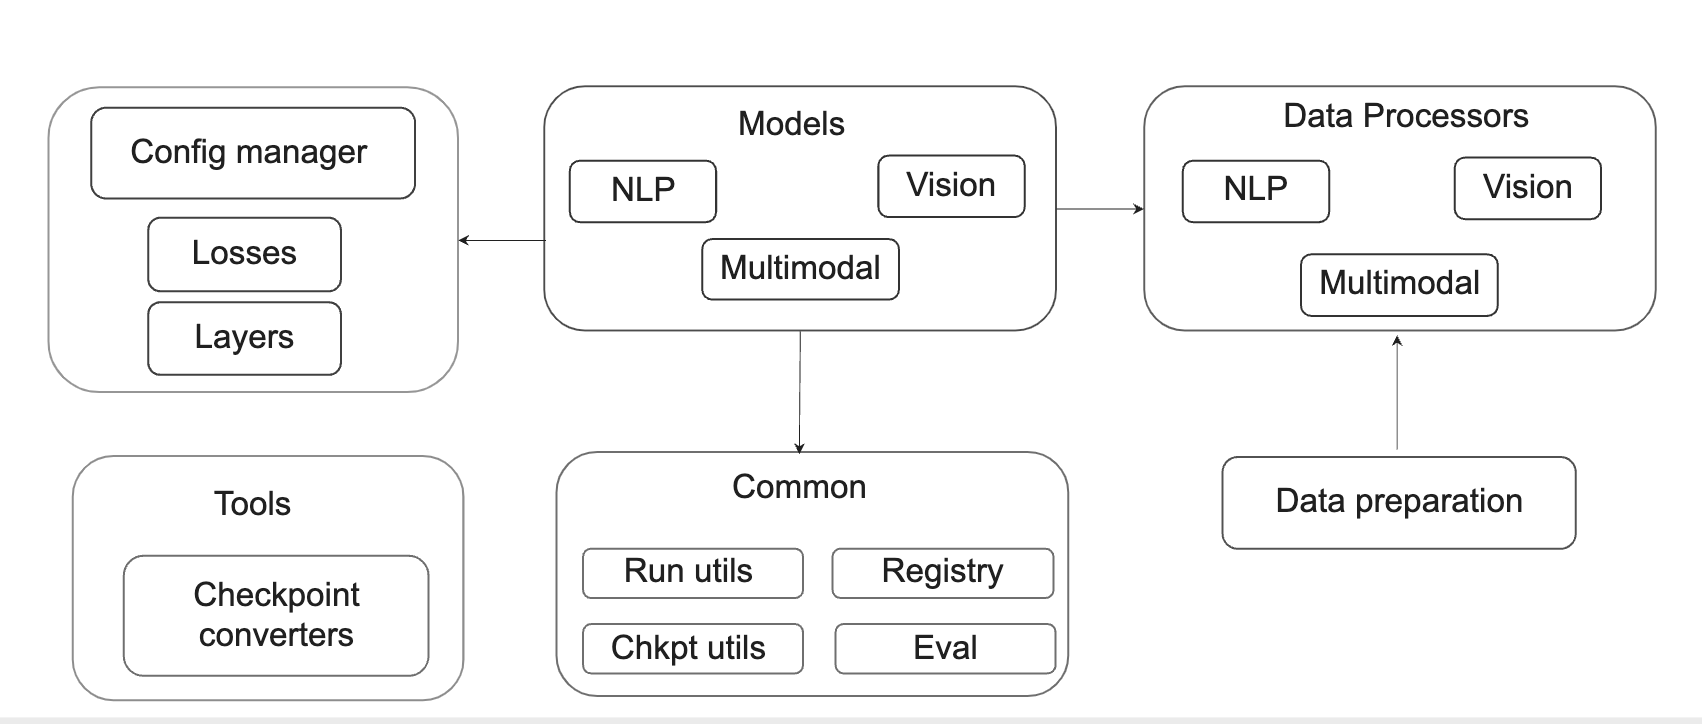 Config manager
Losses
Layers
Models
NLP
Vision
Multimodal
Data Processors
NLP
Vision
Multimodal
Tools
Checkpoint
converters
Common
Run utils
Registry
Chkpt utils
Eval
Data preparation